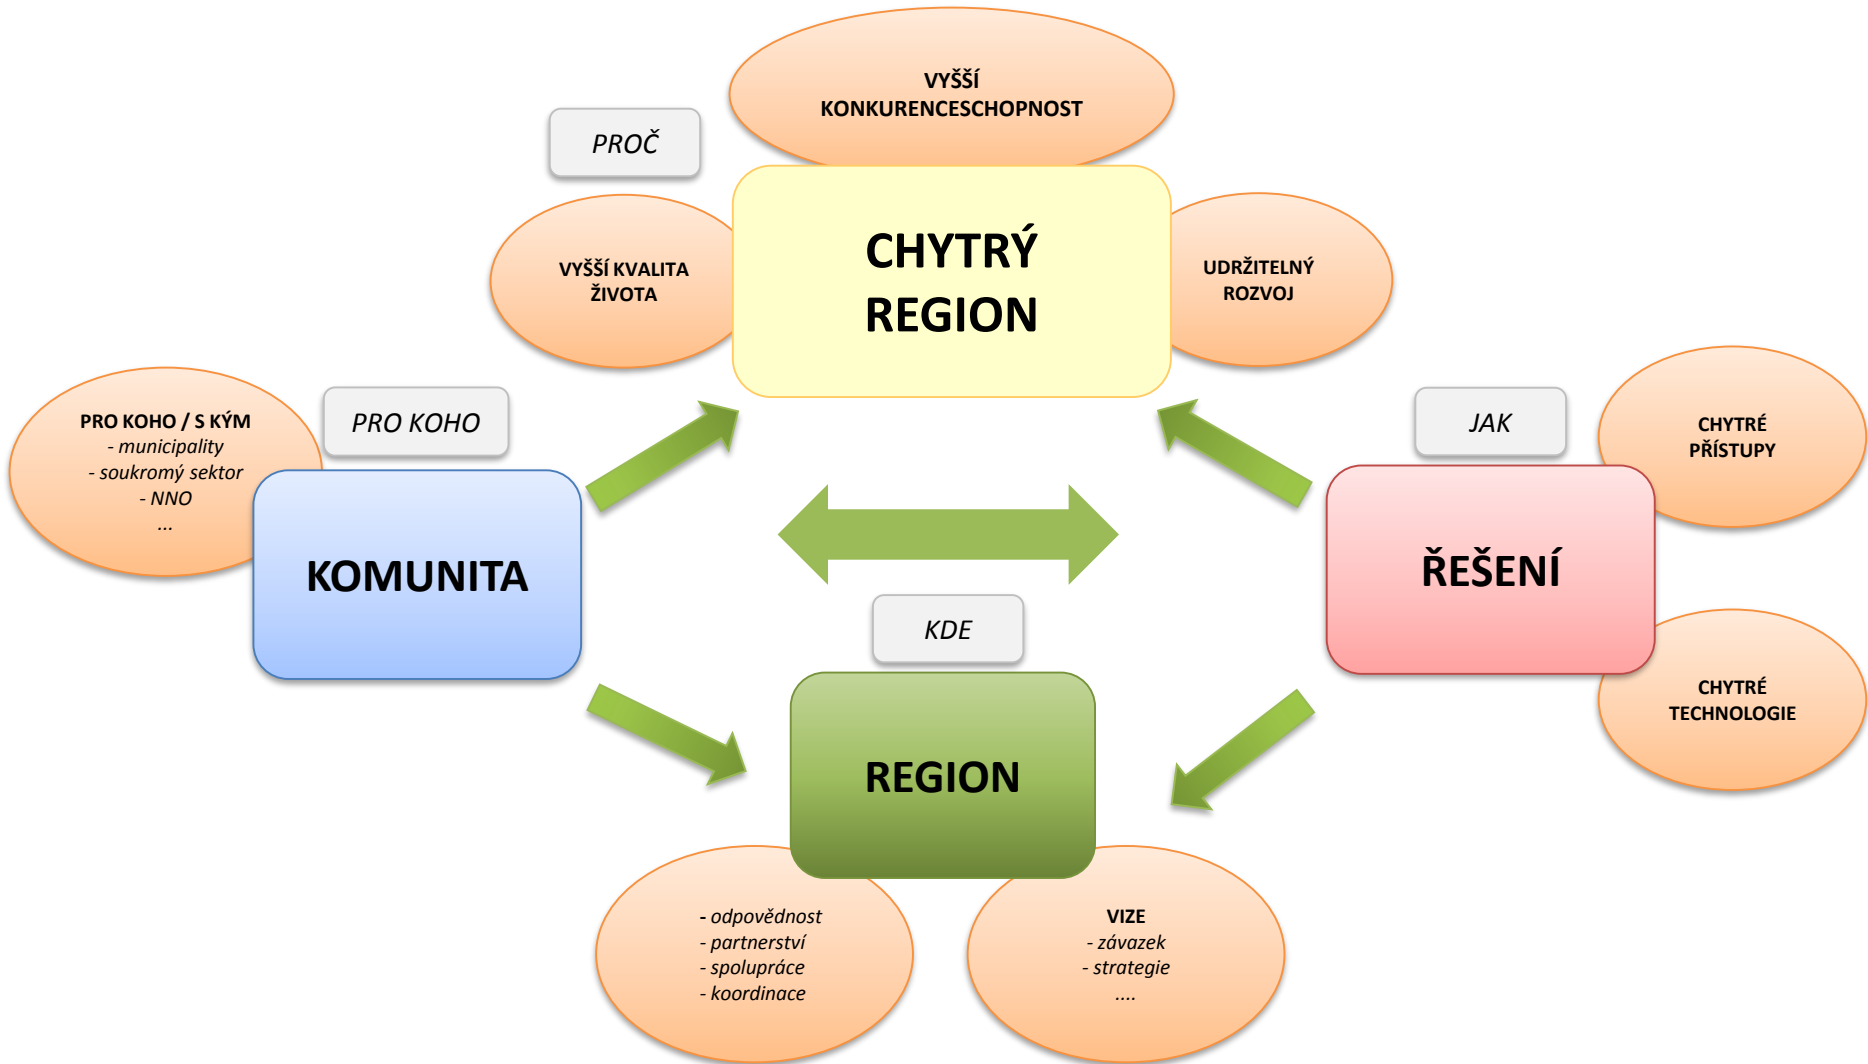 VYŠŠÍ
KONKURENCESCHOPNOST
PROČ
CHYTRÝ
REGION
VYŠŠÍ KVALITA
ŽIVOTA
UDRŽITELNÝ
ROZVOJ
PRO KOHO / S KÝM
- municipality
- soukromý sektor
- NNO
...
PRO KOHO
JAK
CHYTRÉ
PŘÍSTUPY
KOMUNITA
ŘEŠENÍ
KDE
CHYTRÉ
TECHNOLOGIE
REGION
- odpovědnost
- partnerství
- spolupráce
- koordinace
VIZE
- závazek
- strategie
....